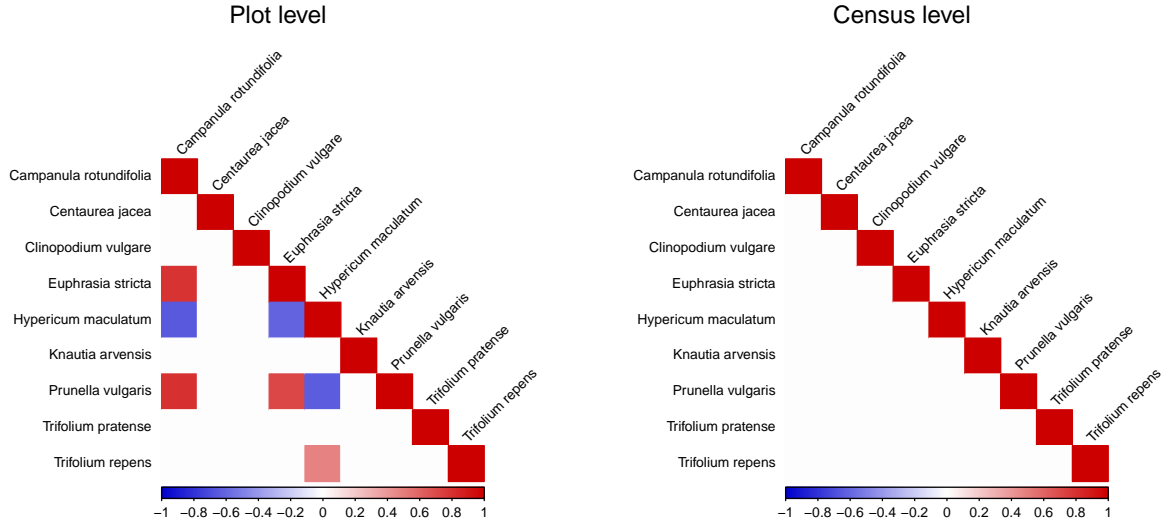 Plot level
Campanula rotundifolia
Centaurea jacea
Clinopodium vulgare
Euphrasia stricta
Hypericum maculatum
Knautia arvensis
Prunella vulgaris
Trifolium pratense
Trifolium repens
Campanula rotundifolia
Centaurea jacea
Clinopodium vulgare
Euphrasia stricta
Hypericum maculatum
Knautia arvensis
Prunella vulgaris
Trifolium pratense
Trifolium repens
−1 −0.8 −0.6 −0.4 −0.2 0 0.2 0.4 0.6 0.8 1
Census level
Campanula rotundifolia
Centaurea jacea
Clinopodium vulgare
Euphrasia stricta
Hypericum maculatum
Knautia arvensis
Prunella vulgaris
Trifolium pratense
Trifolium repens
Campanula rotundifolia
Centaurea jacea
Clinopodium vulgare
Euphrasia stricta
Hypericum maculatum
Knautia arvensis
Prunella vulgaris
Trifolium pratense
Trifolium repens
−1 −0.8 −0.6 −0.4 −0.2 0 0.2 0.4 0.6 0.8 1